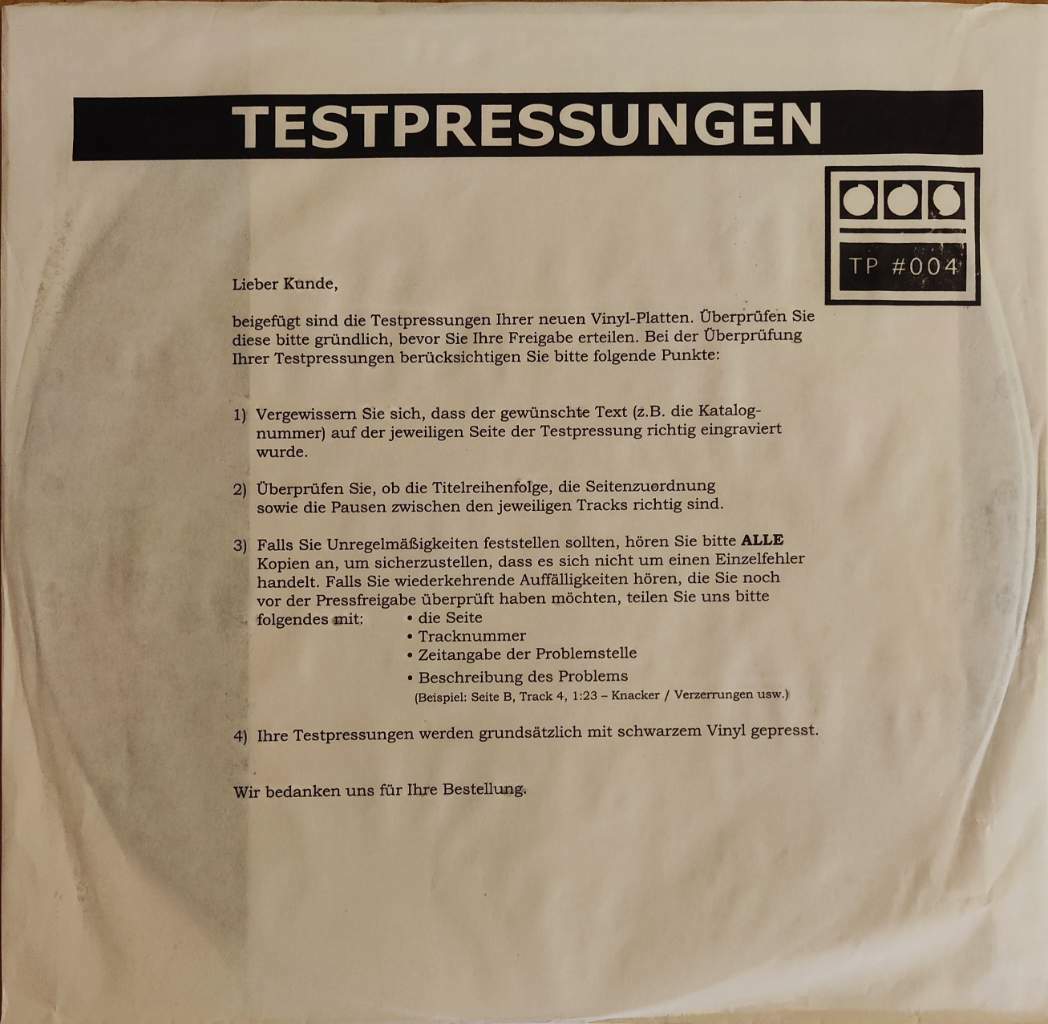 TESTPRESSUNGEN
TP #004
Lieber Kunde,
beigefügt sind die Testpressungen Ihrer neuen Vinyl-Platten. Überprüfen Sie
diese bitte gründlich, bevor Sie Ihre Freigabe erteilen. Bei der Überprüfung
Ihrer Testpressungen berücksichtigen Sie bitte folgende Punkte:
1) Vergewissern Sie sich, dass der gewünschte Text (z.B. die Katalog-
nummer) auf der jeweiligen Seite der Testpressung richtig eingraviert
wurde.
2) Überprüfen Sie, ob die Titelreihenfolge, die Seitenzuordnung
sowie die Pausen zwischen den jeweiligen Tracks richtig sind.
3) Falls Sie Unregelmäßigkeiten feststellen sollten, hören Sie bitte ALLE
Kopien an, um sicherzustellen, dass es sich nicht um einen Einzelfehler
handelt. Falls Sie wiederkehrende Auffälligkeiten hören, die Sie noch
vor der Pressfreigabe überprüft haben möchten, teilen Sie uns bitte
folgendes mit: • die Seite
• Tracknummer
• Zeitangabe der Problemstelle
• Beschreibung des Problems
(Beispiel: Seite B, Track 4, 1:23 – Knacker / Verzerrungen usw.)
4) Ihre Testpressungen werden grundsätzlich mit schwarzem Vinyl gepresst.
Wir bedanken uns für Ihre Bestellung.